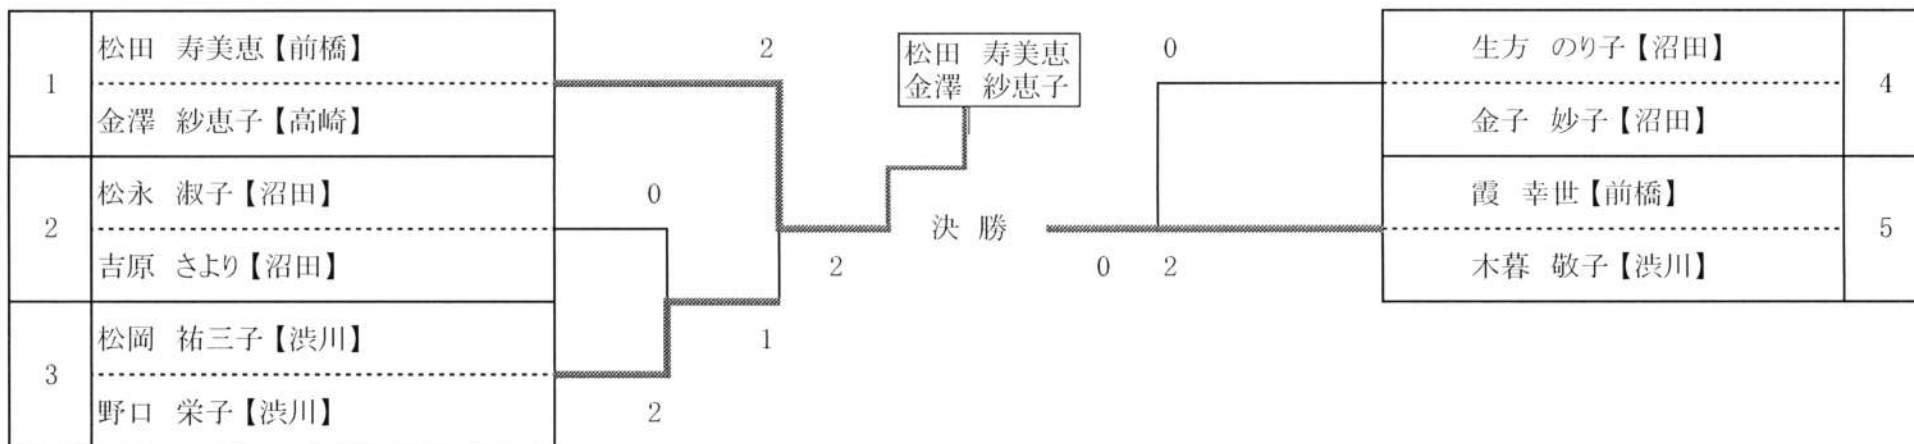 1
松田 寿美恵【前橋】
金澤 紗恵子【高崎】
2
松永 淑子【沼田】
吉原 さより【沼田】
3
松岡 祐三子【渋川】
野口 栄子【渋川】
2
0
2
1
2
松田 寿美恵
金澤 紗恵子
決 勝
0
0 2
生方 のり子【沼田】
金子 妙子【沼田】
4
霞 幸世【前橋】
木暮 敬子【渋川】
5